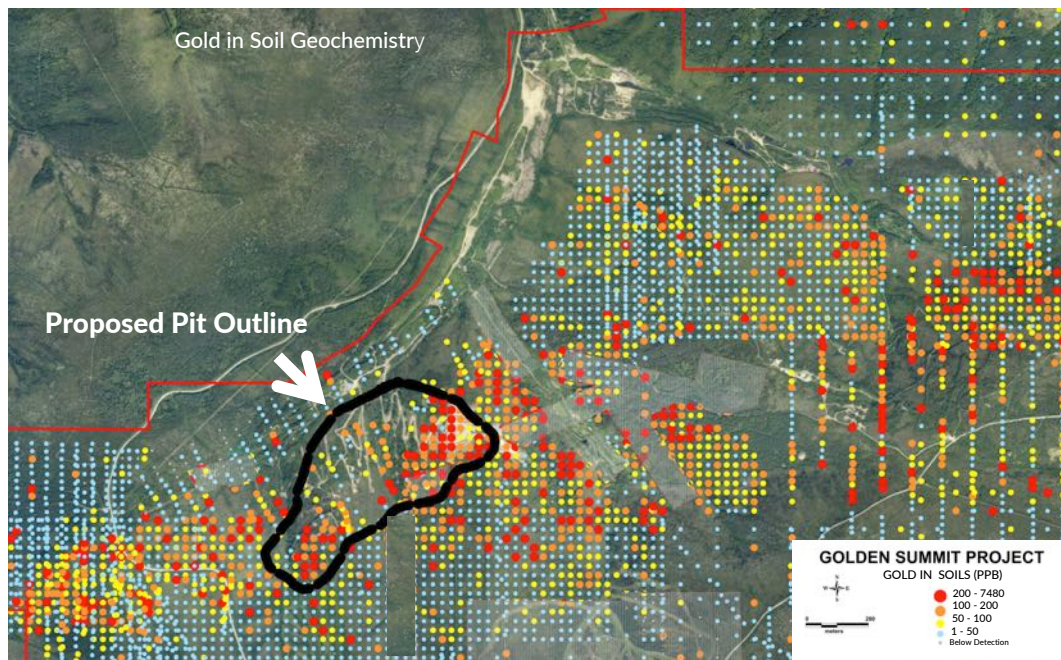 Gold in Soil Geochemistry
Proposed Pit Outline
GOLDEN SUMMIT PROJECT
GOLD IN SOILS (PPB)
N
W E
S
200 - 7480
100 - 200
50 - 100
1 - 50
Below Detection
0
meters